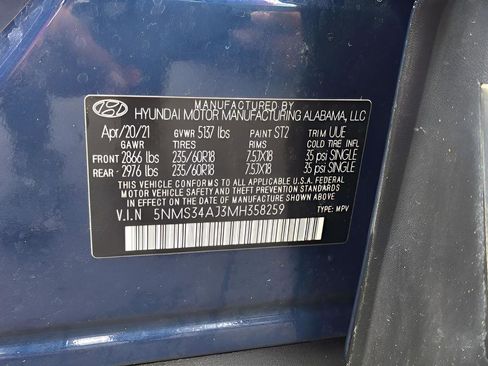 MANUFACTURED BY
HYUNDAI MOTOR MANUFACTURING ALABAMA, LLC
Apr/20/21 GVWR 5137 lbs PAINT ST2 TRIM UUE
GAWR TIRES RIMS COLD TIRE INFL
FRONT 2866 lbs 235/60R18 7.5JX18 35 psi SINGLE
REAR 2976 lbs 235/60R18 7.5JX18 35 psi SINGLE
THIS VEHICLE CONFORMS TO ALL APPLICABLE U.S.A FEDERAL
MOTOR VEHICLE SAFETY AND THEFT PREVENTION STANDARDS
IN EFFECT ON THE DATE OF MANUFACTURE SHOWN ABOVE.
V.I.N 5NMS34AJ3MH358259 TYPE: MPV